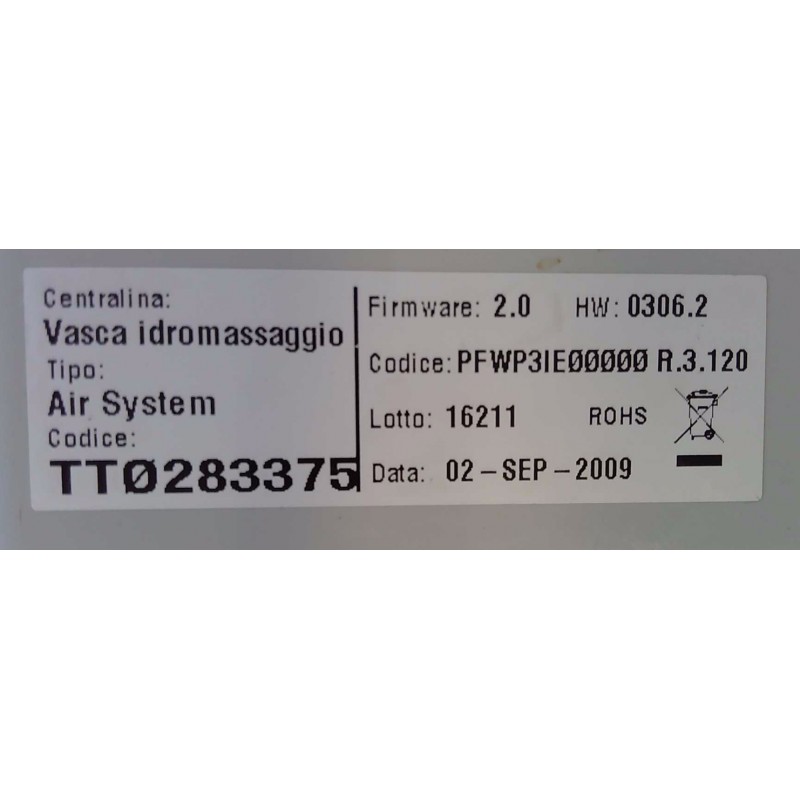 Centralina:
Vasca idromassaggio
Tipo:
Air System
Codice:
TTØ283375
Firmware: 2.0 HW: 0306.2
Codice: PFWP3IEØØØØØ R.3.120
Lotto: 16211 ROHS
Data: 02-SEP-2009